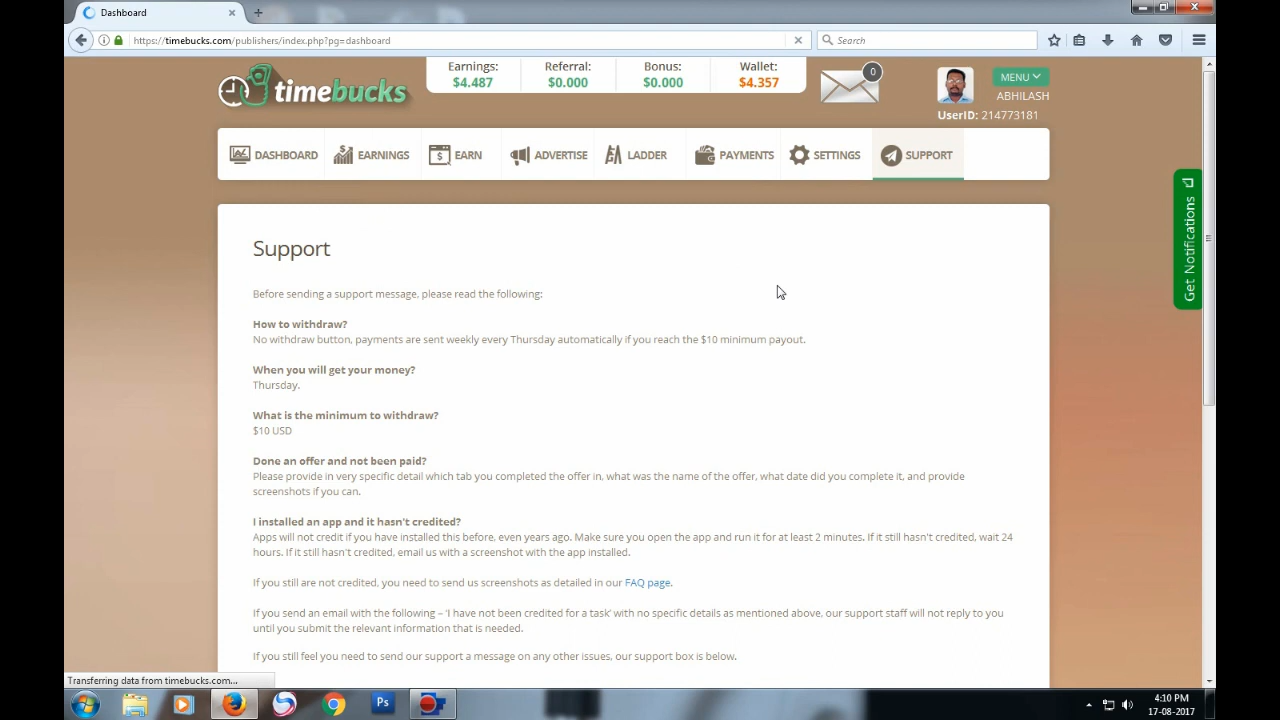 Dashboard
https://timebucks.com/publishers/index.php?pg=dashboard
Search
timebucks
Earnings: Referral: Bonus: Wallet:
$4.487 $0.000 $0.000 $4.357
0
MENU
ABHILASH
UserID: 214773181
DASHBOARD EARNINGS EARN ADVERTISE LADDER PAYMENTS SETTINGS SUPPORT
Get Notifications
Support
Before sending a support message, please read the following:
How to withdraw?
No withdraw button, payments are sent weekly every Thursday automatically if you reach the $10 minimum payout.
When you will get your money?
Thursday.
What is the minimum to withdraw?
$10 USD
Done an offer and not been paid?
Please provide in very specific detail which tab you completed the offer in, what was the name of the offer, what date did you complete it, and provide
screenshots if you can.
I installed an app and it hasn't credited?
Apps will not credit if you have installed this before, even years ago. Make sure you open the app and run it for at least 2 minutes. If it still hasn't credited, wait 24
hours. If it still hasn't credited, email us with a screenshot with the app installed.
If you still are not credited, you need to send us screenshots as detailed in our FAQ page.
If you send an email with the following – 'I have not been credited for a task' with no specific details as mentioned above, our support staff will not reply to you
until you submit the relevant information that is needed.
If you still feel you need to send our support a message on any other issues, our support box is below.
Transferring data from timebucks.com...
Ps
4:10 PM
17-08-2017